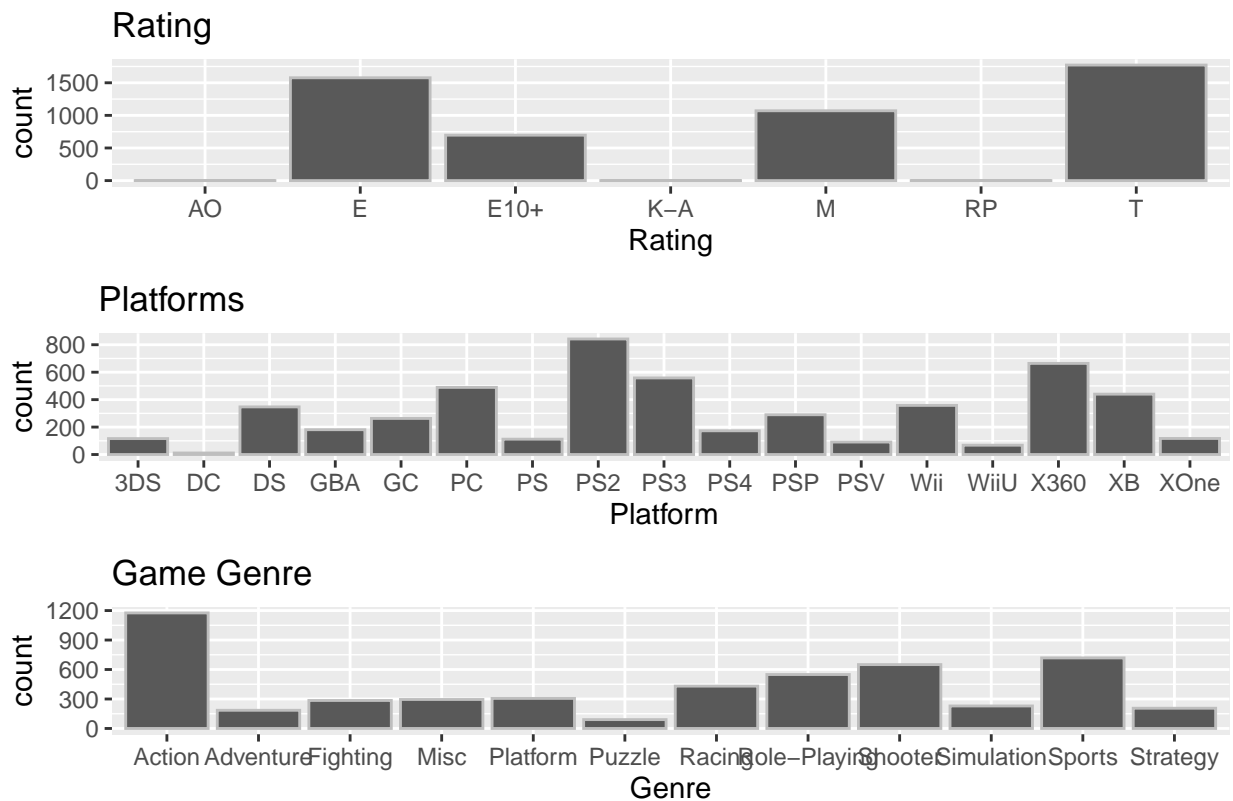 Rating
1500
1000
500
0
count
AO E E10+ K−A M RP T
Rating
Platforms
800
600
400
200
0
count
3DS DC DS GBA GC PC PS PS2 PS3 PS4 PSP PSV Wii WiiU X360 XB XOne
Platform
Game Genre
1200
900
600
300
0
count
Action Adventure Fighting Misc Platform Puzzle Racing Role−Playing Shooter Simulation Sports Strategy
Genre